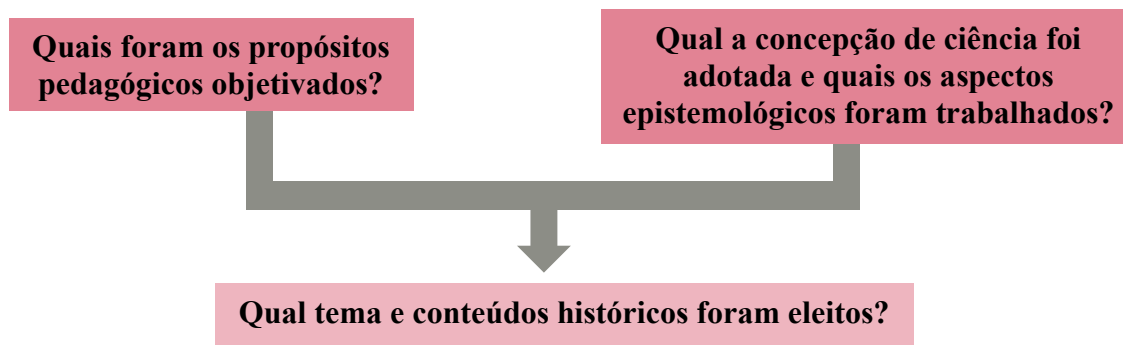 Quais foram os propósitos
pedagógicos objetivados?
Qual a concepção de ciência foi
adotada e quais os aspectos
epistemológicos foram trabalhados?
Qual tema e conteúdos históricos foram eleitos?